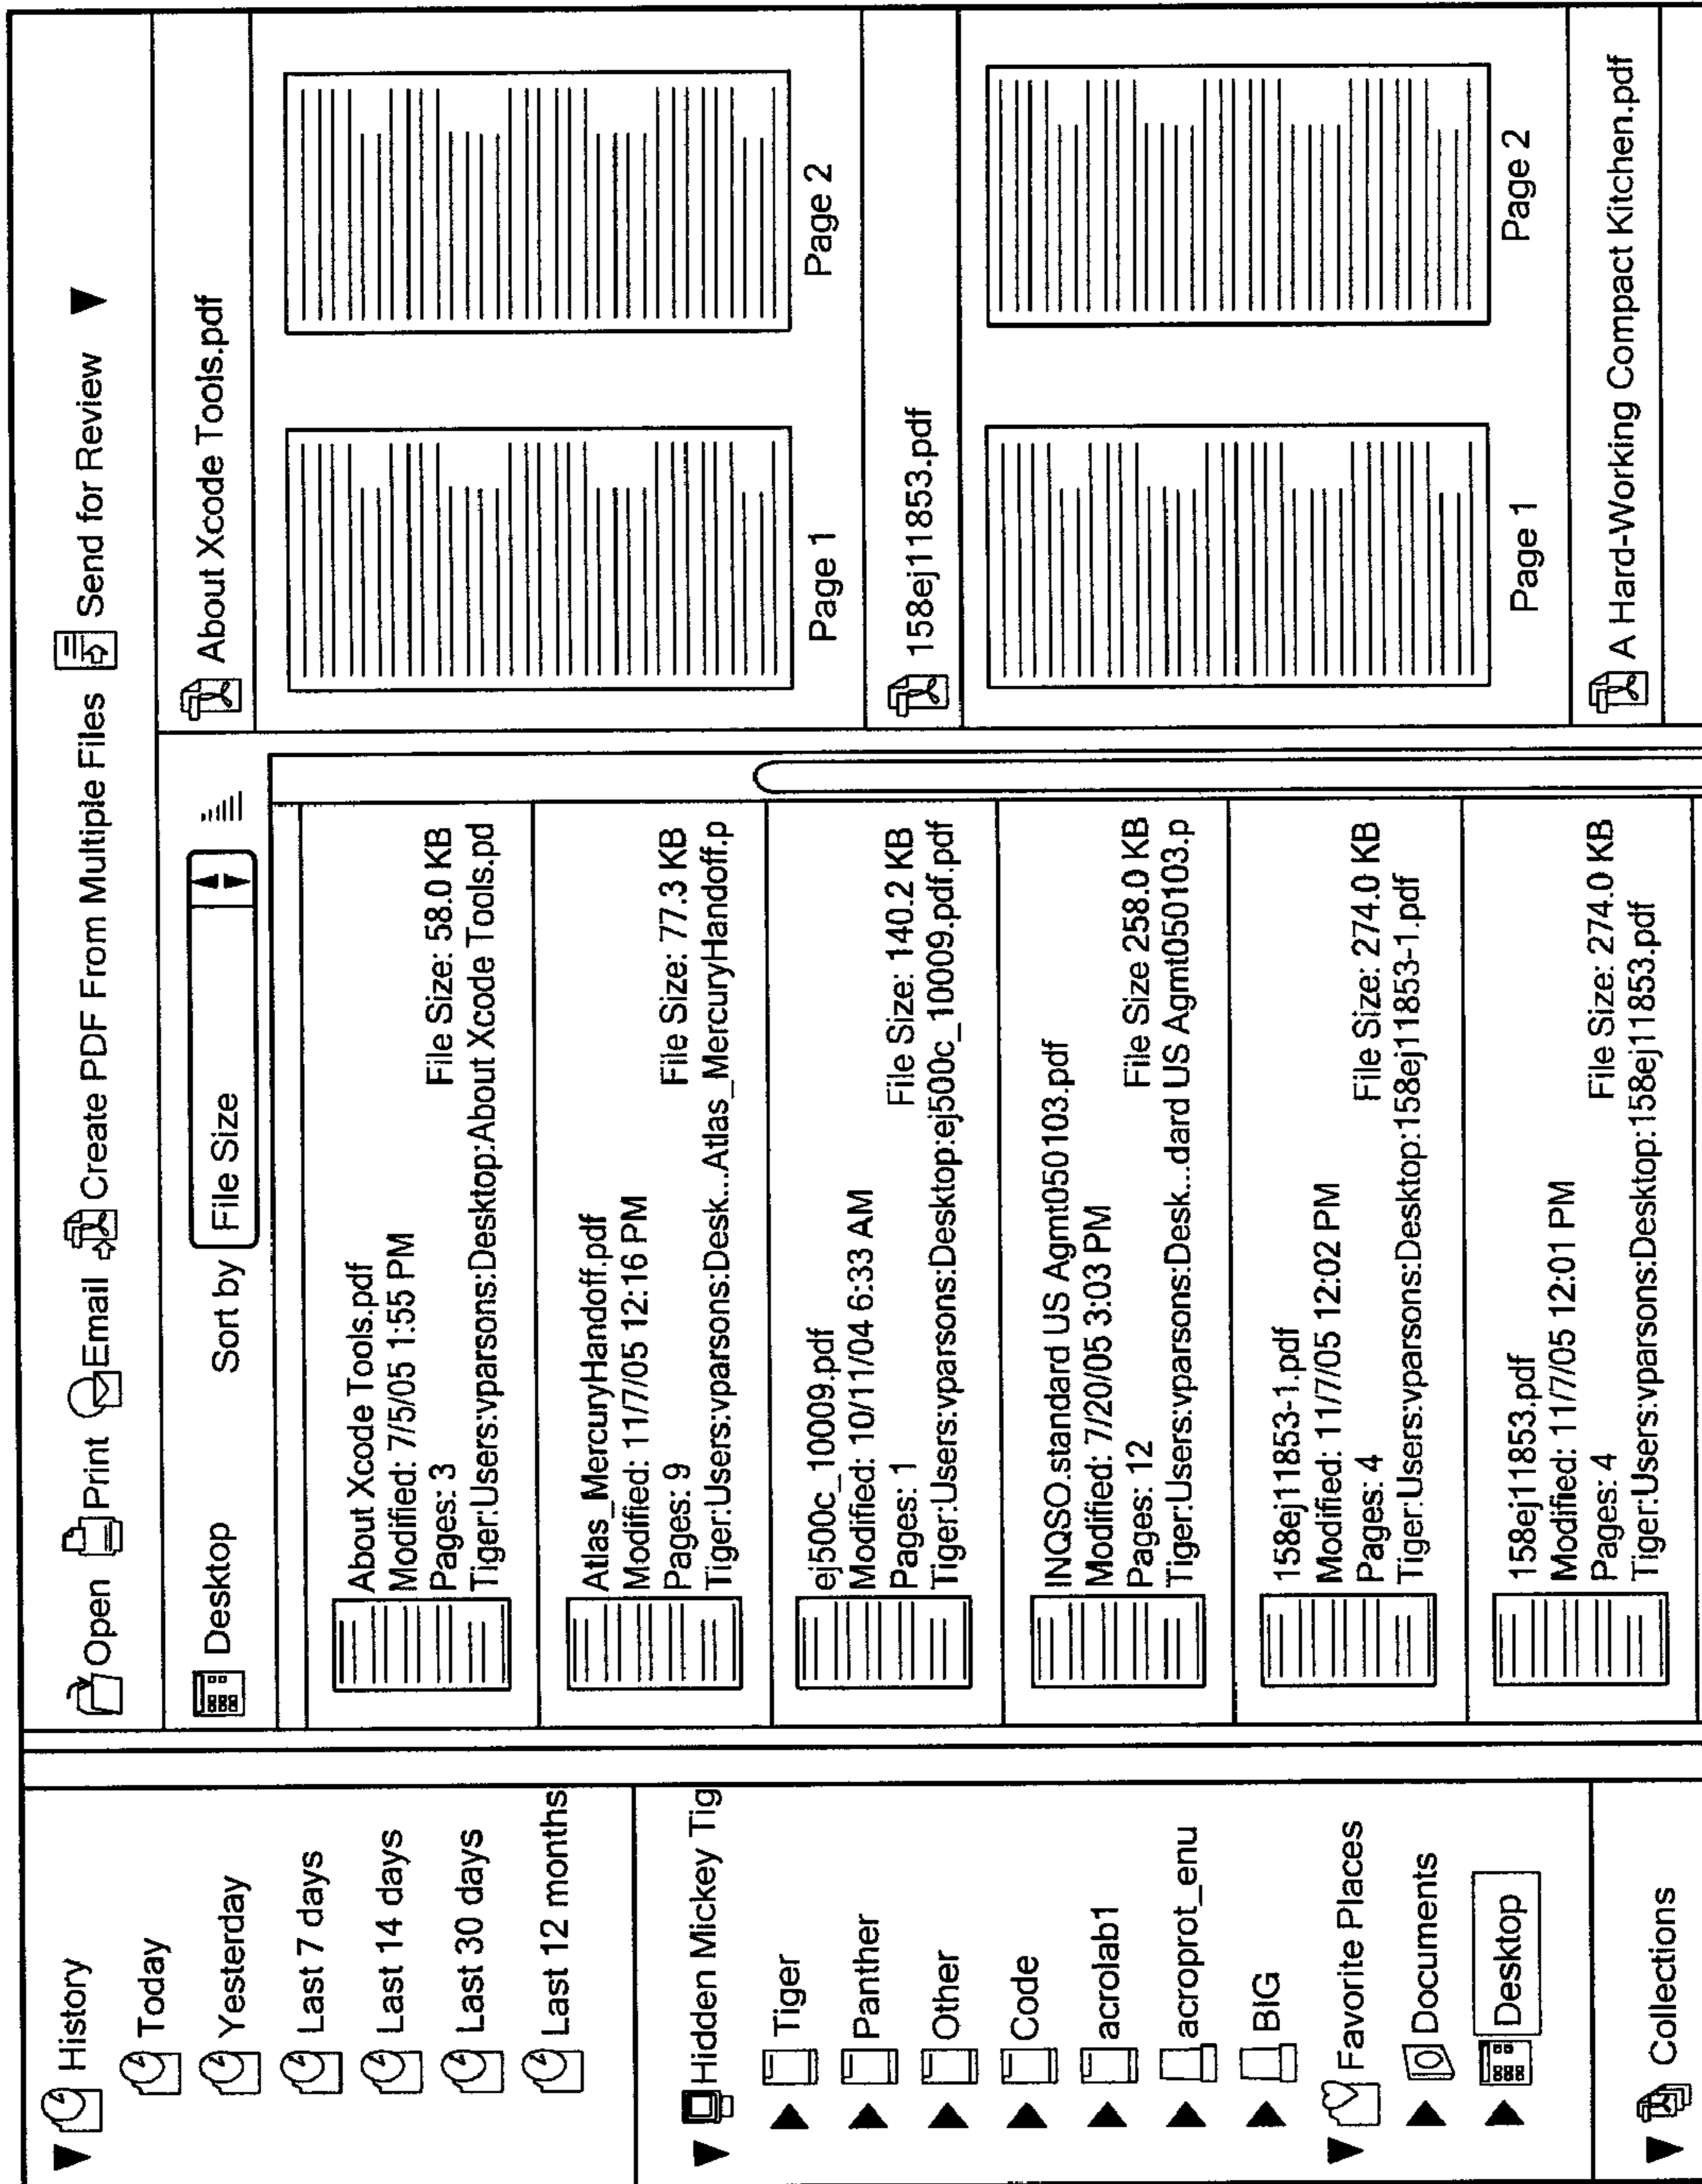 Open Print Email Create PDF From Multiple Files Send for Review
History
Today
Yesterday
Last 7 days
Last 14 days
Last 30 days
Last 12 months
Hidden Mickey Tig
Tiger
Panther
Other
Code
acrolab1
acroprot_enu
BIG
Favorite Places
Documents
Desktop
Collections
Desktop Sort by File Size
About Xcode Tools.pdf
Modified: 7/5/05 1:55 PM
Pages: 3 File Size: 58.0 KB
Tiger:Users:vparsons:Desktop:About Xcode Tools.pd
Atlas_MercuryHandoff.pdf
Modified: 11/7/05 12:16 PM
Pages: 9 File Size: 77.3 KB
Tiger:Users:vparsons:Desk...Atlas_MercuryHandoff.p
ej500c_10009.pdf
Modified: 10/11/04 6:33 AM
Pages: 1 File Size: 140.2 KB
Tiger:Users:vparsons:Desktop:ej500c_10009.pdf.pdf
INQSO.standard US Agmt050103.pdf
Modified: 7/20/05 3:03 PM
Pages: 12 File Size 258.0 KB
Tiger:Users:vparsons:Desk...dard US Agmt050103.p
158ej11853-1.pdf
Modified: 11/7/05 12:02 PM
Pages: 4 File Size: 274.0 KB
Tiger:Users:vparsons:Desktop:158ej11853-1.pdf
158ej11853.pdf
Modified: 11/7/05 12:01 PM
Pages: 4 File Size: 274.0 KB
Tiger:Users:vparsons:Desktop:158ej11853.pdf
About Xcode Tools.pdf
Page 1 Page 2
158ej11853.pdf
Page 1 Page 2
A Hard-Working Compact Kitchen.pdf